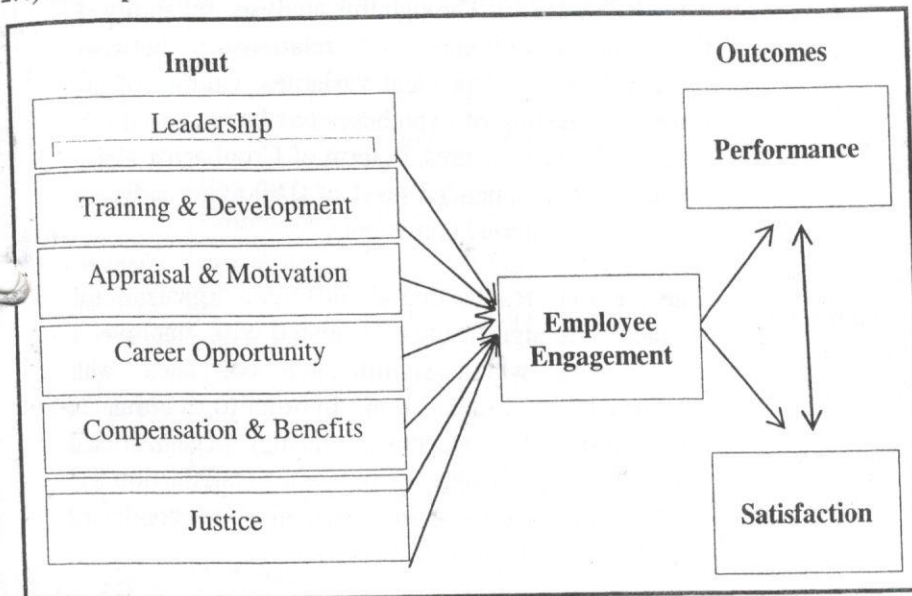 Input
Outcomes
Leadership
Training & Development
Appraisal & Motivation
Career Opportunity
Compensation & Benefits
Justice
Employee
Engagement
Performance
Satisfaction